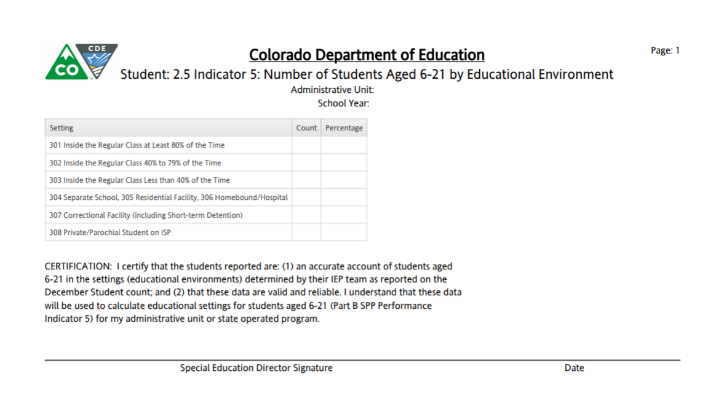 CDE
CO
Colorado Department of Education
Page: 1
Student: 2.5 Indicator 5: Number of Students Aged 6-21 by Educational Environment
Administrative Unit:
School Year:
Setting Count Percentage
301 Inside the Regular Class at Least 80% of the Time
302 Inside the Regular Class 40% to 79% of the Time
303 Inside the Regular Class Less than 40% of the Time
304 Separate School, 305 Residential Facility, 306 Homebound/Hospital
307 Correctional Facility (including Short-term Detention)
308 Private/Parochial Student on ISP
CERTIFICATION: I certify that the students reported are: (1) an accurate account of students aged
6-21 in the settings (educational environments) determined by their IEP team as reported on the
December Student count; and (2) that these data are valid and reliable. I understand that these data
will be used to calculate educational settings for students aged 6-21 (Part B SPP Performance
Indicator 5) for my administrative unit or state operated program.
Special Education Director Signature Date